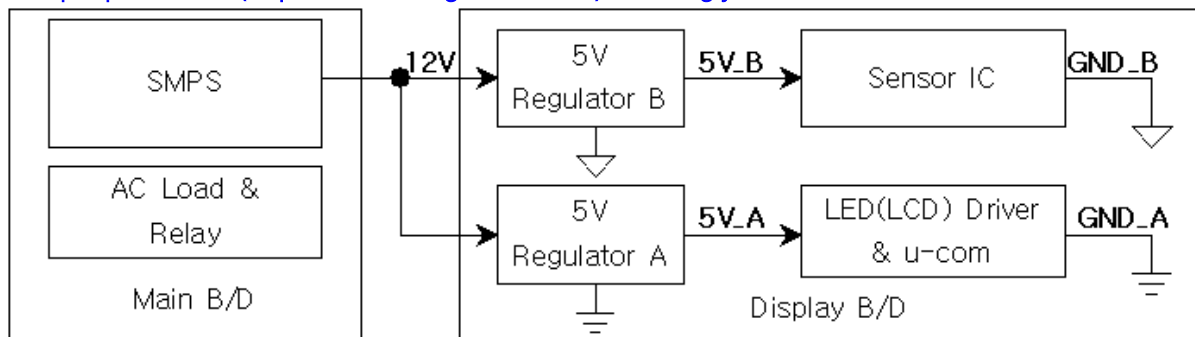 SMPS
AC Load &
Relay
Main B/D
12V
5V
Regulator B
5V_B
Sensor IC
GND_B
5V
Regulator A
5V_A
LED(LCD) Driver
& u-com
GND_A
Display B/D